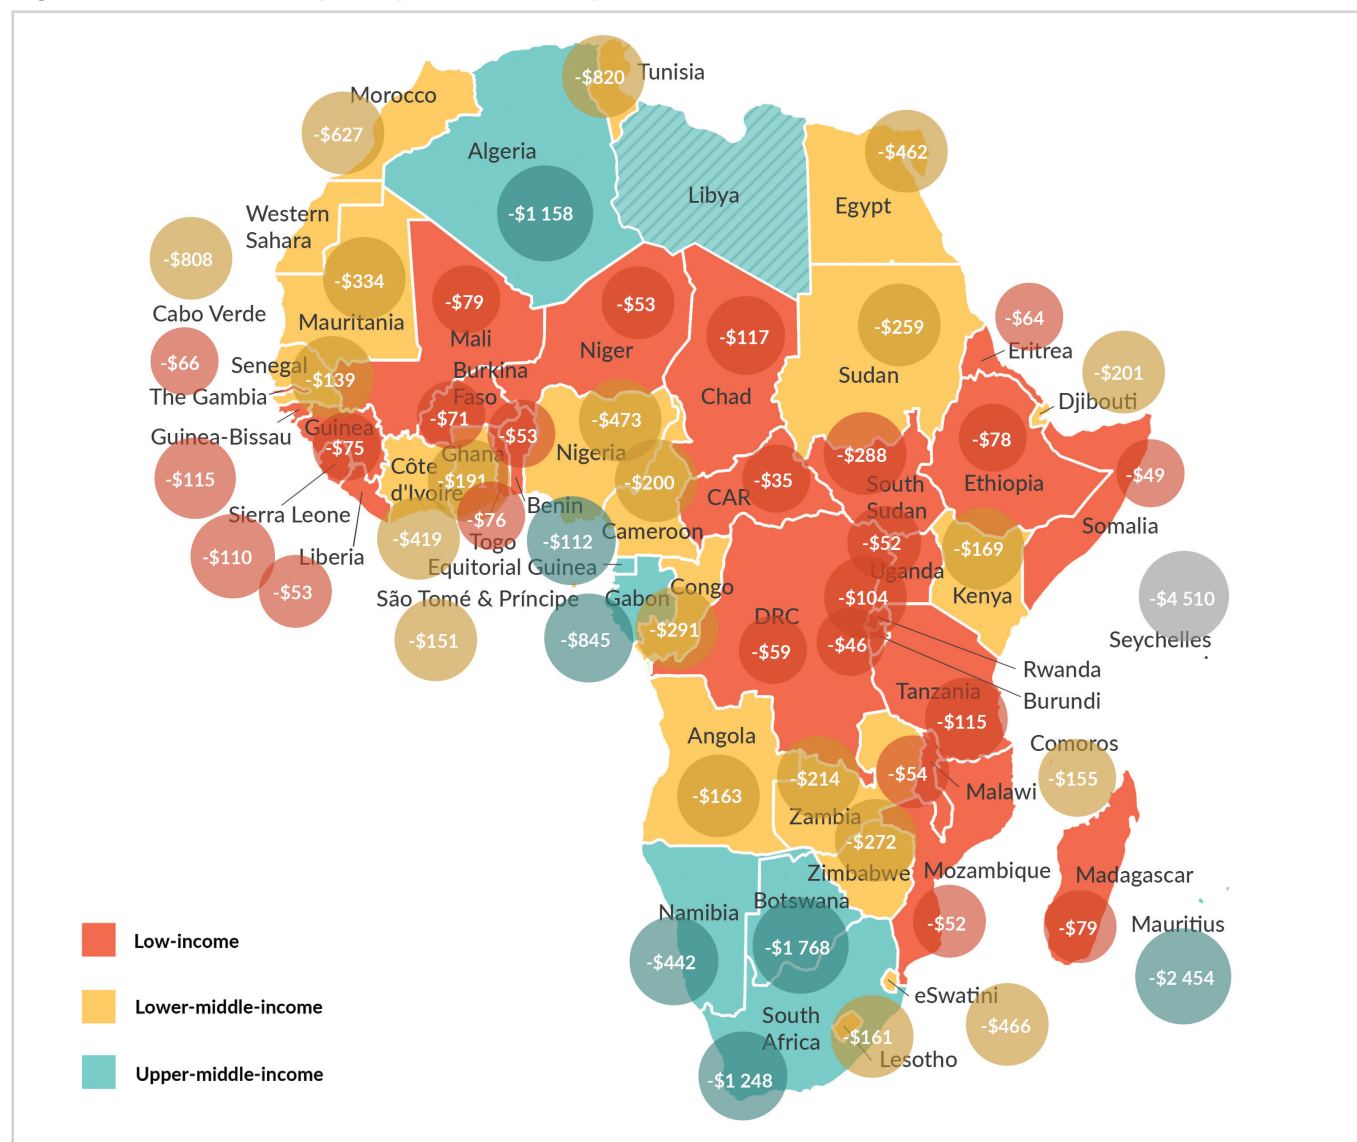 Tunisia
-$820
Morocco
-$627
Algeria
-$1 158
Libya
-$462
Egypt
Western
Sahara
-$808
Cabo Verde
-$334
Mauritania
-$79
Mali
-$53
Niger
-$117
Chad
-$259
Sudan
-$64
Eritrea
-$201
Djibouti
-$66
Senegal
-$139
The Gambia
Burkina
Faso
-$71
-$53
Guinea-Bissau
Guinea
-$75
-$115
Ghana
-$191
Côte
d'Ivoire
-$473
Nigeria
-$200
Cameroon
CAR
-$35
-$288
South
Sudan
-$78
Ethiopia
-$49
Somalia
Sierra Leone
-$110
Liberia
-$53
-$419
-$76
Togo
Benin
-$112
Equitorial Guinea
São Tomé & Príncipe
-$151
Gabon
-$845
Congo
-$291
DRC
-$59
-$52
Uganda
-$104
-$46
-$169
Kenya
-$4 510
Seychelles
Rwanda
Burundi
Tanzania
-$115
Angola
-$163
-$214
Zambia
-$54
Malawi
Comoros
-$155
-$272
Zimbabwe
Mozambique
-$52
Madagascar
-$79
Mauritius
-$2 454
Namibia
-$442
Botswana
-$1 768
eSwatini
-$466
South
Africa
-$161
Lesotho
-$1 248
Low-income
Lower-middle-income
Upper-middle-income